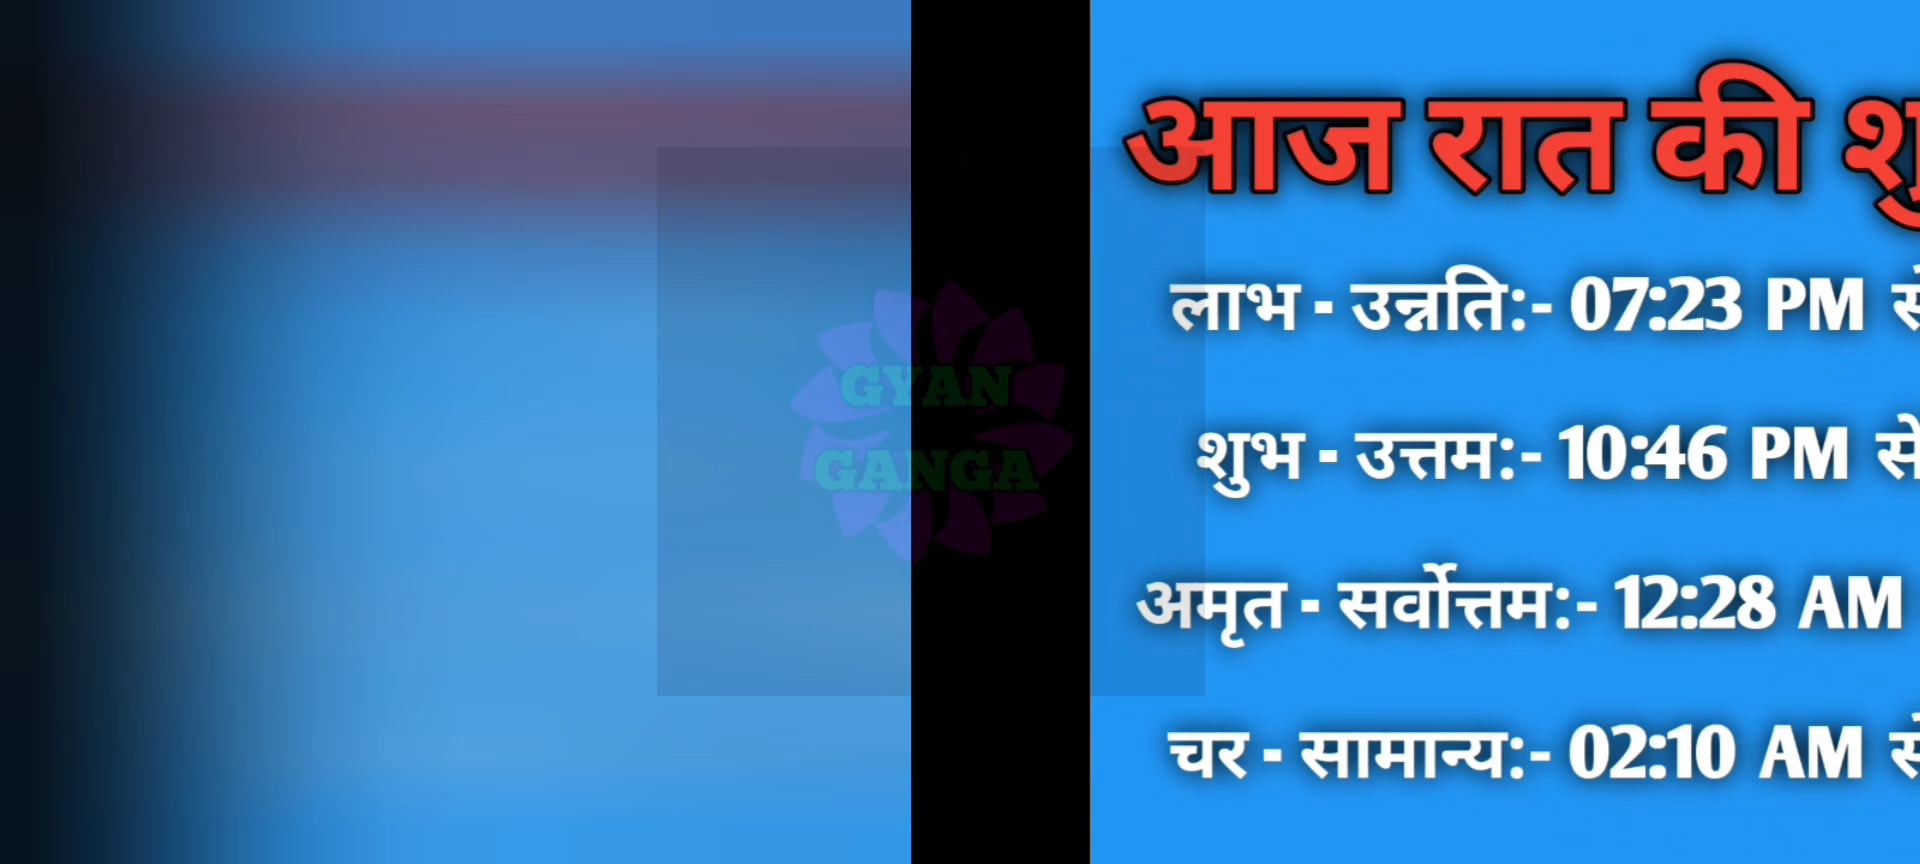 आज रात की
लाभ - उन्नति:- 07:23 PM से
शुभ - उत्तम:- 10:46 PM से
अमृत - सर्वोत्तम:- 12:28 AM
चर - सामान्य:- 02:10 AM से
GYAN
GANGA